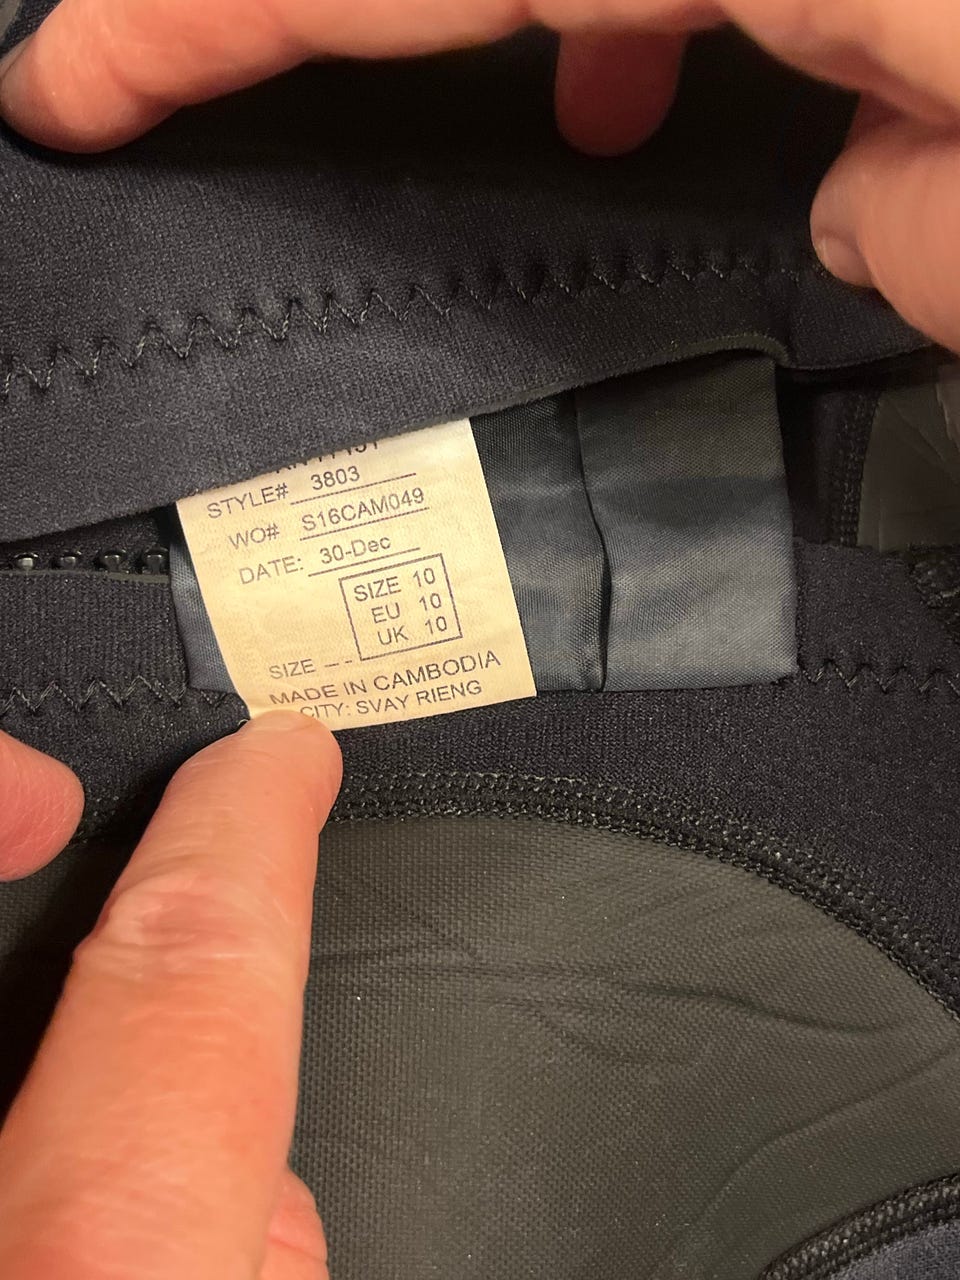 STYLE# 3803
WO# S16CAM049
DATE: 30-Dec
SIZE 10
EU 10
UK 10
SIZE _ _
MADE IN CAMBODIA
CITY: SVAY RIENG